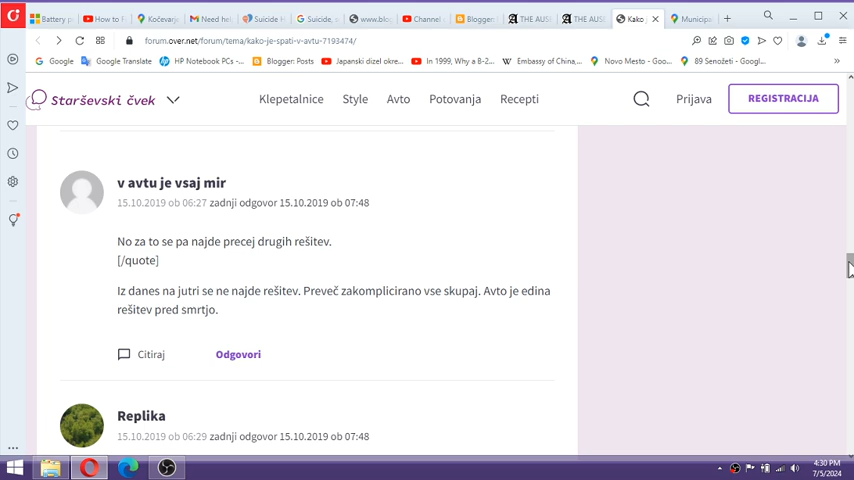 Battery p
How to F
Kočevarje
Need hel
Suicide H
Suicide, s
www.blog
Channel c
Blogger:
THE AUSE
THE AUSE
Kako
Municipa
forum.over.net/forum/tema/kako-je-spati-v-avtu-7193474/
Google
Google Translate
HP Notebook PCs -...
Blogger: Posts
Japanski dizel okre...
In 1999, Why a B-2...
Embassy of China,...
Novo Mesto - Goo...
89 Senožeti - Googl...
Starševski čvek
Klepetalnice
Style
Avto
Potovanja
Recepti
Prijava
REGISTRACIJA
v avtu je vsaj mir
15.10.2019 ob 06:27 zadnji odgovor 15.10.2019 ob 07:48
No za to se pa najde precej drugih rešitev.
[/quote]
Iz danes na jutri se ne najde rešitev. Preveč zakomplicirano vse skupaj. Avto je edina
rešitev pred smrtjo.
Citiraj
Odgovori
Replika
15.10.2019 ob 06:29 zadnji odgovor 15.10.2019 ob 07:48
4:30 PM
7/5/2024